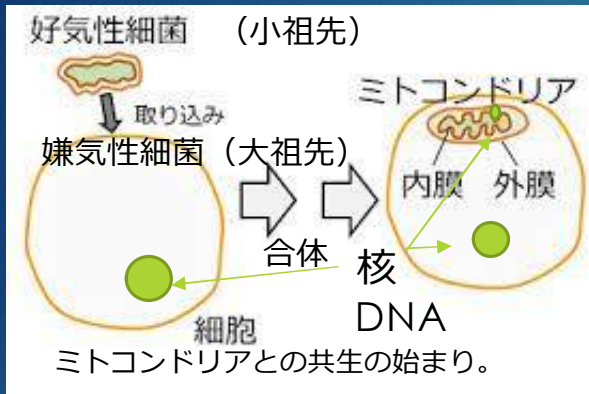 好気性細菌 （小祖先）
取り込み
嫌気性細菌（大祖先）
ミトコンドリア
内膜 外膜
合体
核
DNA
細胞
ミトコンドリアとの共生の始まり。